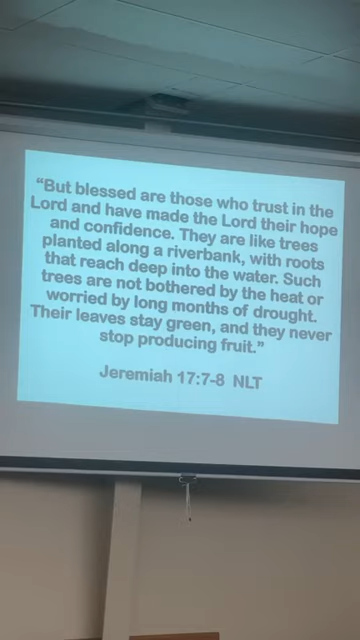 “But blessed are those who trust in the
Lord and have made the Lord their hope
and confidence. They are like trees
planted along a riverbank, with roots
that reach deep into the water. Such
trees are not bothered by the heat or
worried by long months of drought.
Their leaves stay green, and they never
stop producing fruit.”
Jeremiah 17:7-8 NLT